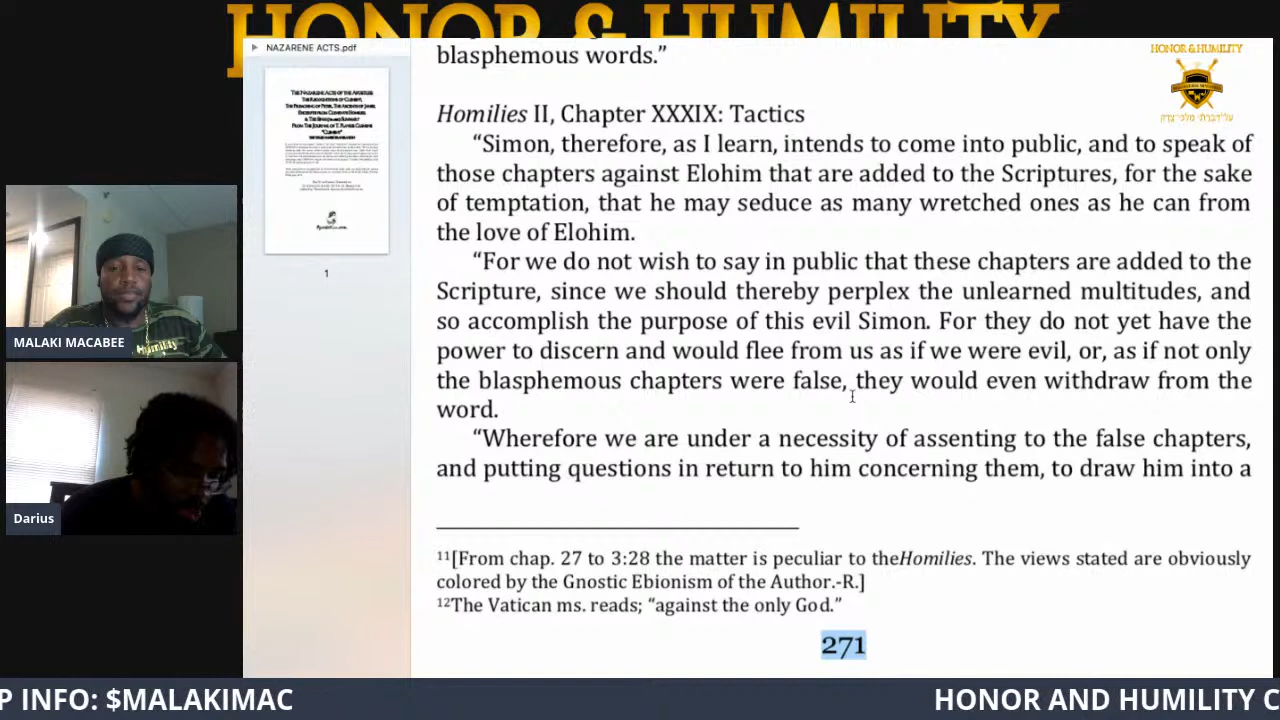 HONOR & HUMILITY
NAZARENE ACTS.pdf
HONOR & HUMILITY
blasphemous words.”
Homilies II, Chapter XXXIX: Tactics
“Simon, therefore, as I learn, intends to come into public, and to speak of
those chapters against Elohim that are added to the Scriptures, for the sake
of temptation, that he may seduce as many wretched ones as he can from
the love of Elohim.
“For we do not wish to say in public that these chapters are added to the
Scripture, since we should thereby perplex the unlearned multitudes, and
so accomplish the purpose of this evil Simon. For they do not yet have the
power to discern and would flee from us as if we were evil, or, as if not only
the blasphemous chapters were false, they would even withdraw from the
word.
“Wherefore we are under a necessity of assenting to the false chapters,
and putting questions in return to him concerning them, to draw him into a
11[From chap. 27 to 3:28 the matter is peculiar to theHomilies. The views stated are obviously
colored by the Gnostic Ebionism of the Author.-R.]
12The Vatican ms. reads; “against the only God.”
271
1
MALAKI MACABEE
Darius
P INFO: $MALAKIMAC
HONOR AND HUMILITY C